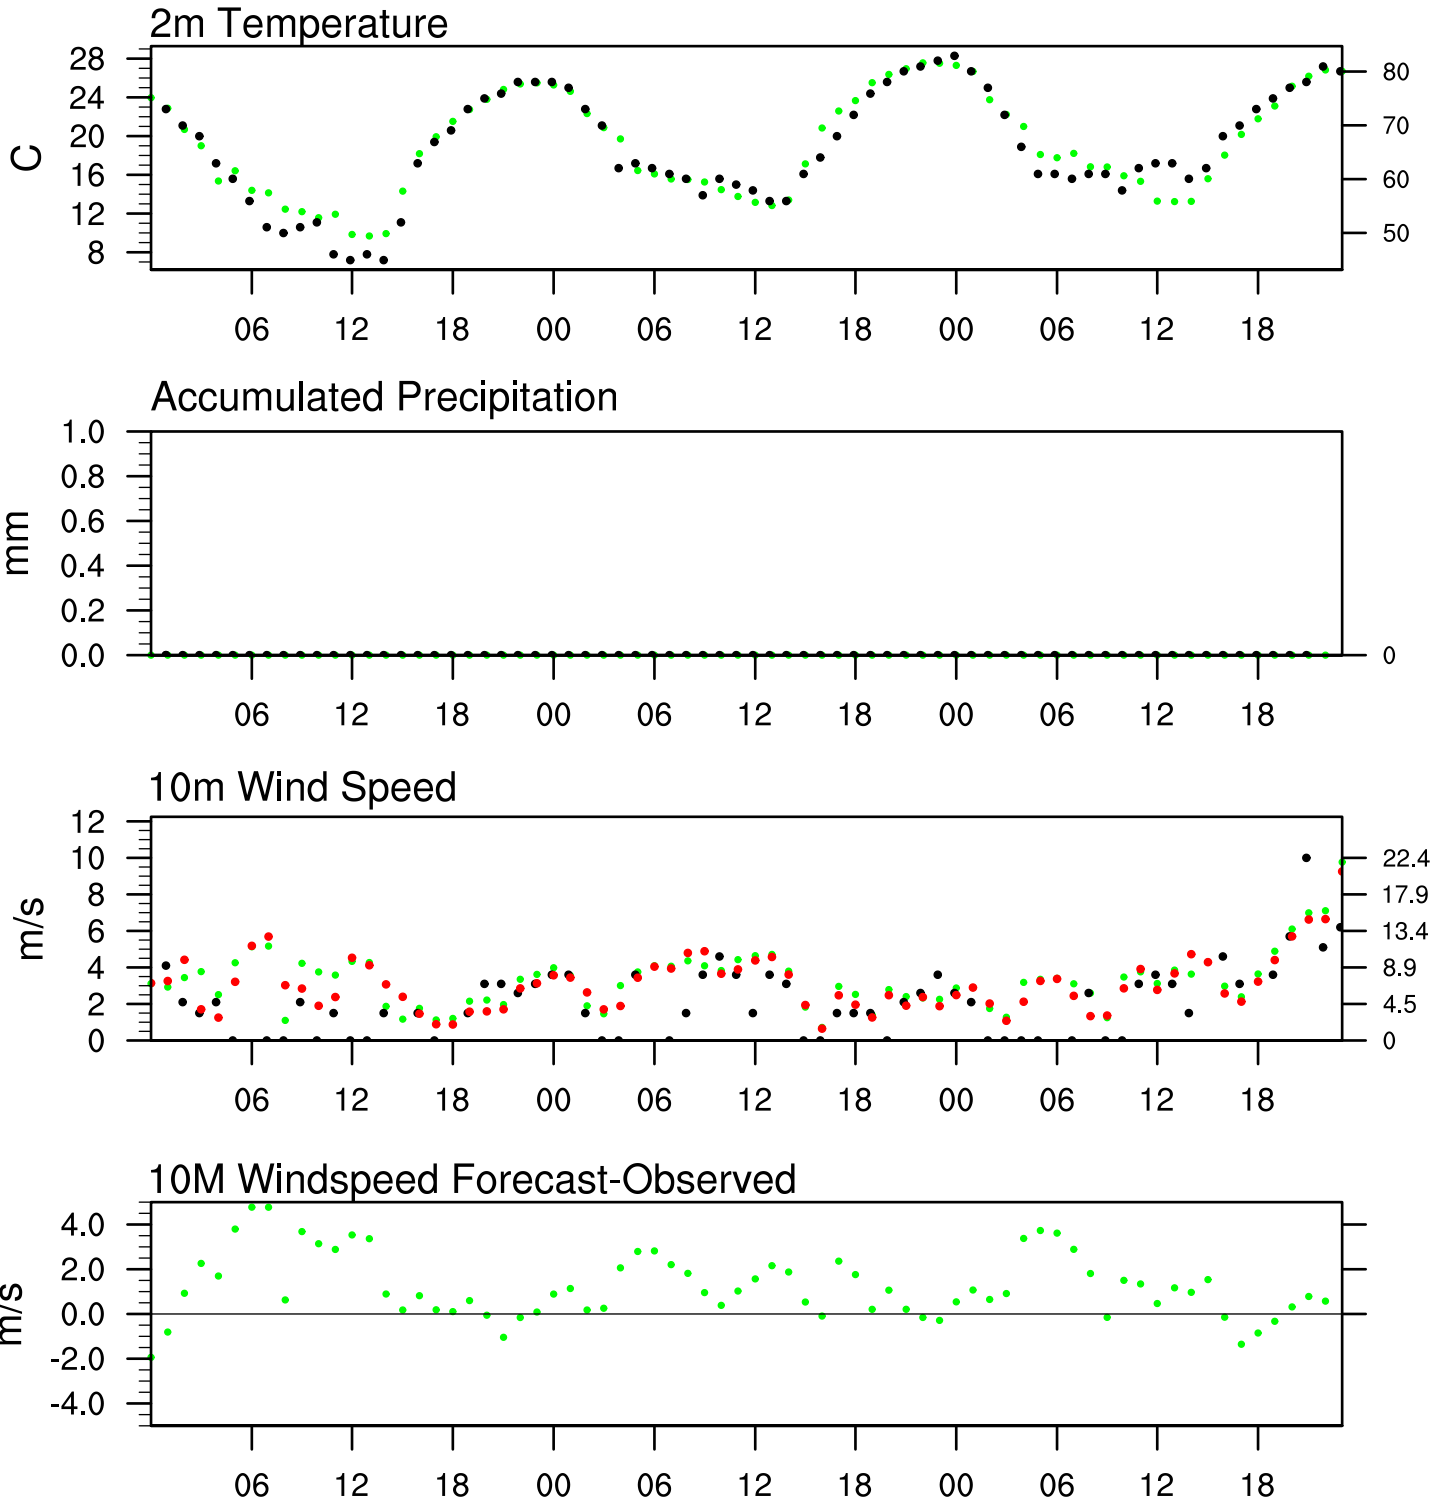 2m Temperature
28
24
20
16
12
8
C
80
70
60
50
06 12 18 00 06 12 18 00 06 12 18
Accumulated Precipitation
1.0
0.8
0.6
0.4
0.2
0.0
mm
0
06 12 18 00 06 12 18 00 06 12 18
10m Wind Speed
12
10
8
6
4
2
0
m/s
22.4
17.9
13.4
8.9
4.5
0
06 12 18 00 06 12 18 00 06 12 18
10M Windspeed Forecast-Observed
4.0
2.0
0.0
-2.0
-4.0
m/s
06 12 18 00 06 12 18 00 06 12 18